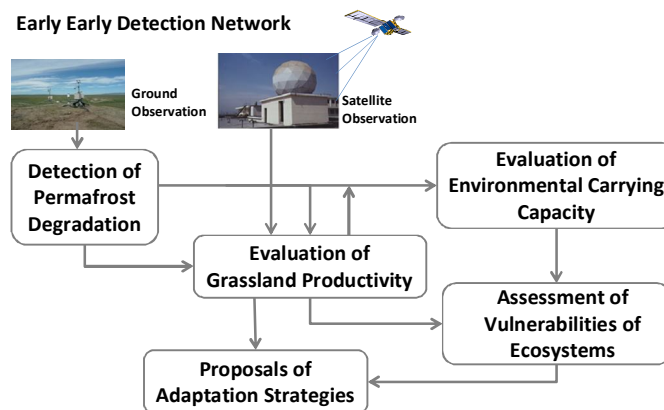 Early Early Detection Network
Ground
Observation
Satellite
Observation
Detection of
Permafrost
Degradation
Evaluation of
Environmental Carrying
Capacity
Evaluation of
Grassland Productivity
Assessment of
Vulnerabilities of
Ecosystems
Proposals of
Adaptation Strategies